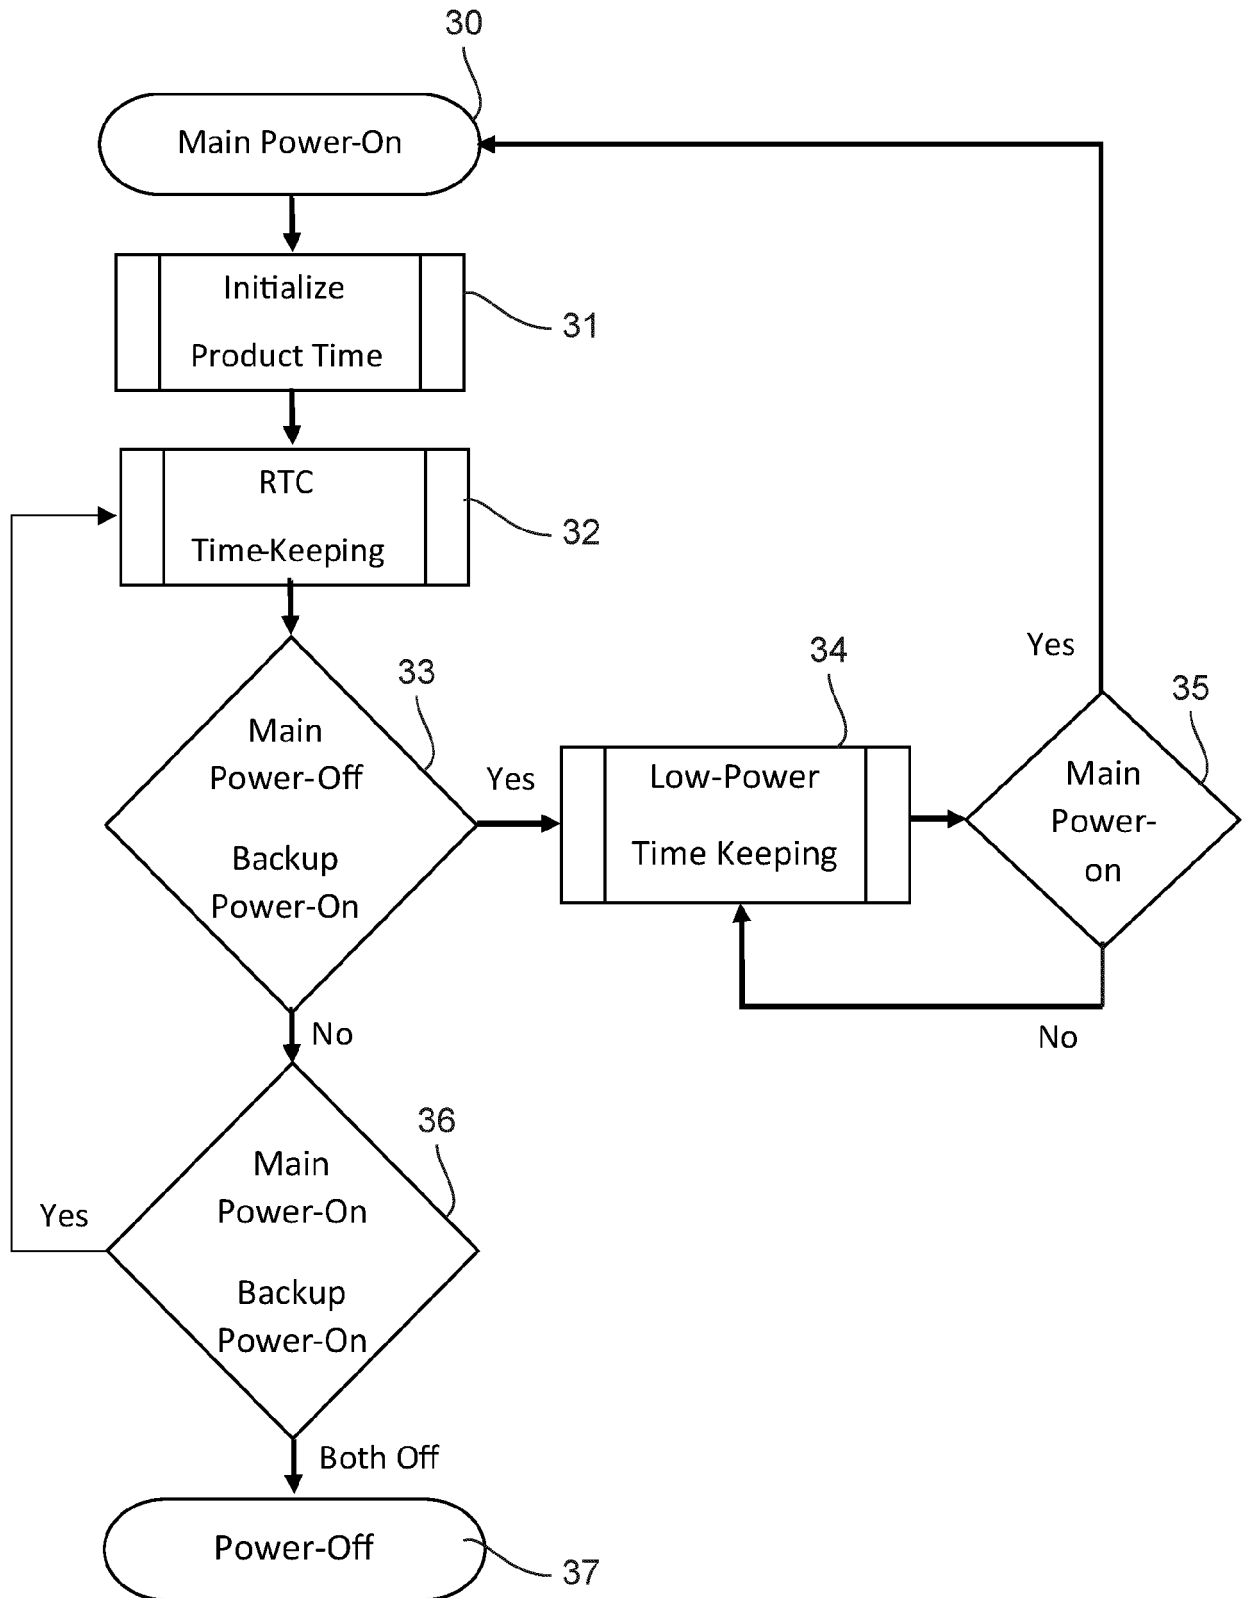 30
Main Power-On
Initialize
Product Time
31
RTC
Time-Keeping
32
33
Main
Power-Off
Backup
Power-On
Yes
34
Low-Power
Time Keeping
Yes
35
Main
Power-
on
No
No
36
Main
Power-On
Backup
Power-On
Yes
Both Off
Power-Off
37